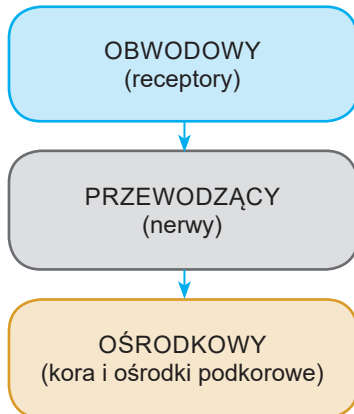 OBWODOWY
(receptory)
PRZEWODZĄCY
(nerwy)
OŚRODKOWY
(kora i ośrodki podkorowe)